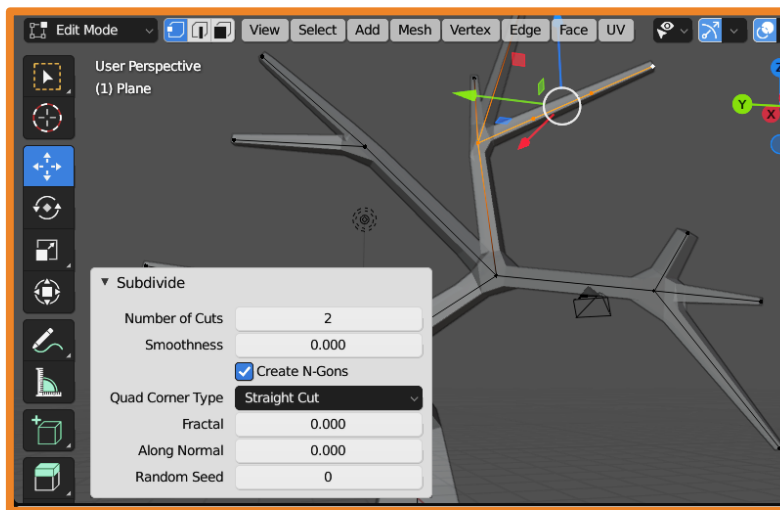 Edit Mode View Select Add Mesh Vertex Edge Face UV
User Perspective
(1) Plane
Z
Y
X
Subdivide
Number of Cuts 2
Smoothness 0.000
Create N-Gons
Quad Corner Type Straight Cut
Fractal 0.000
Along Normal 0.000
Random Seed 0